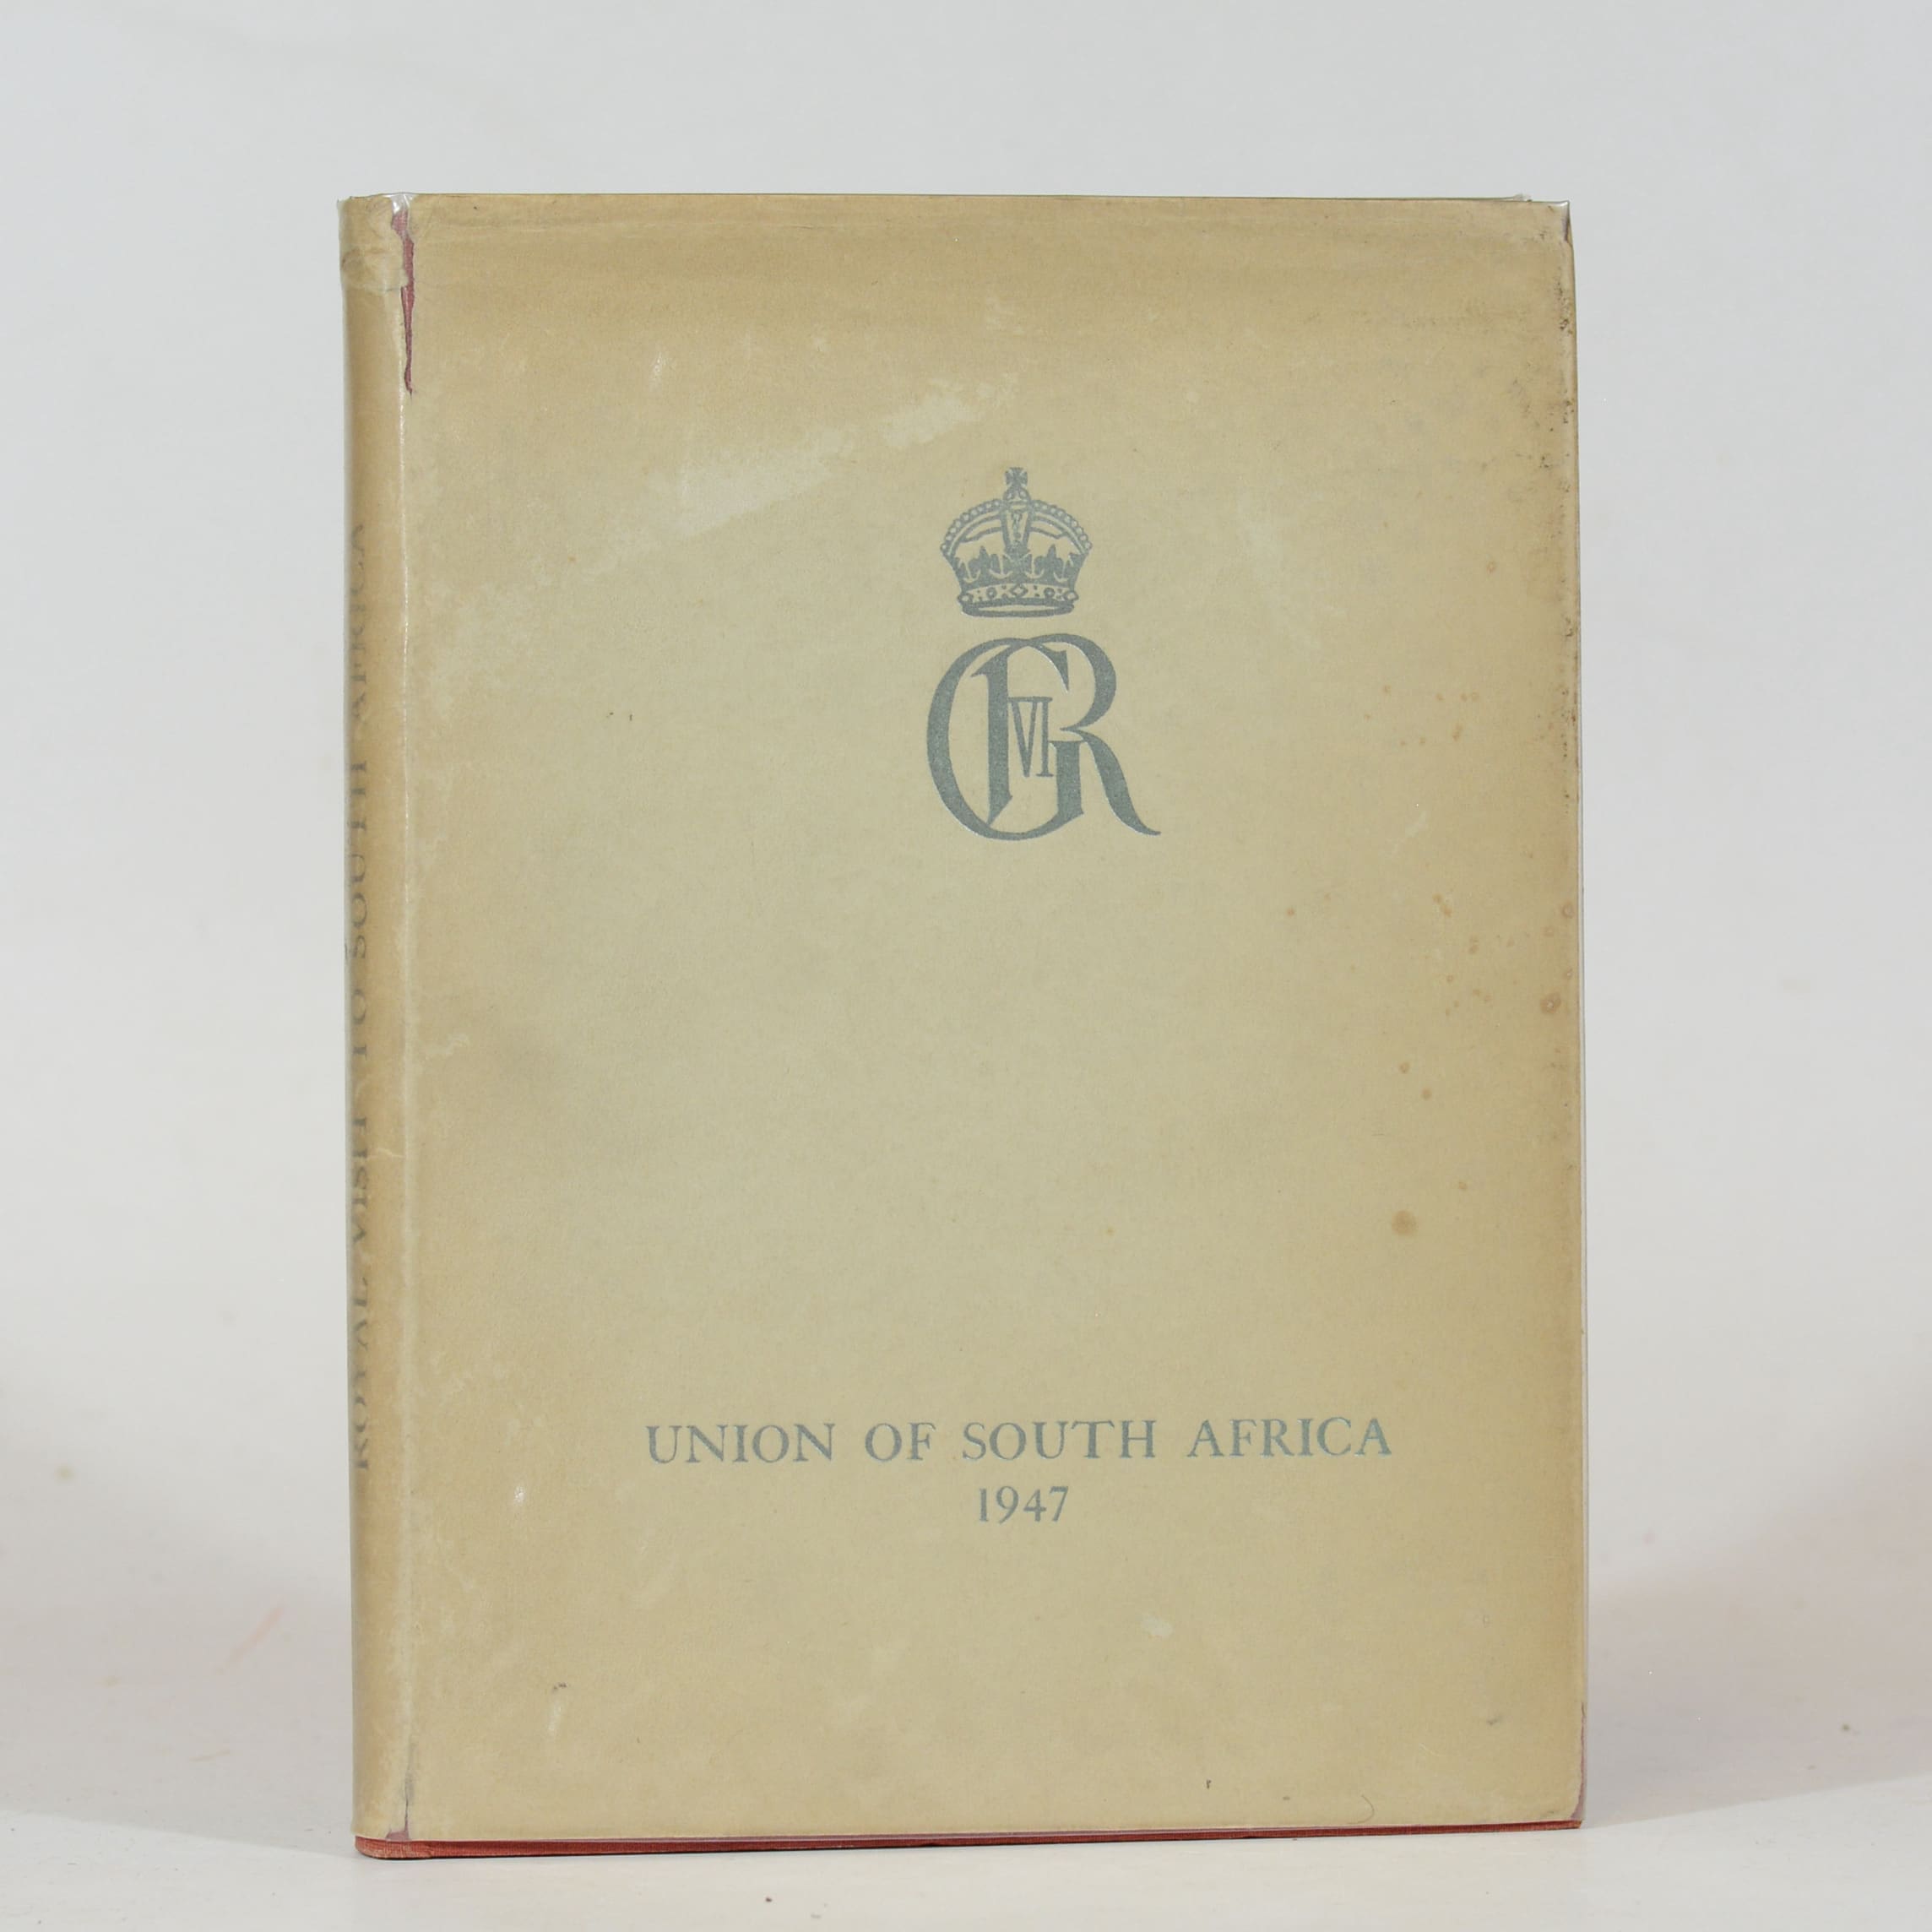 ROYAL VISIT TO SOUTH AFRICA
GVIR
UNION OF SOUTH AFRICA
1947